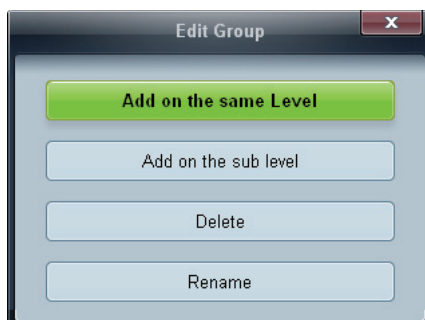 Edit Group
x
Add on the same Level
Add on the sub level
Delete
Rename